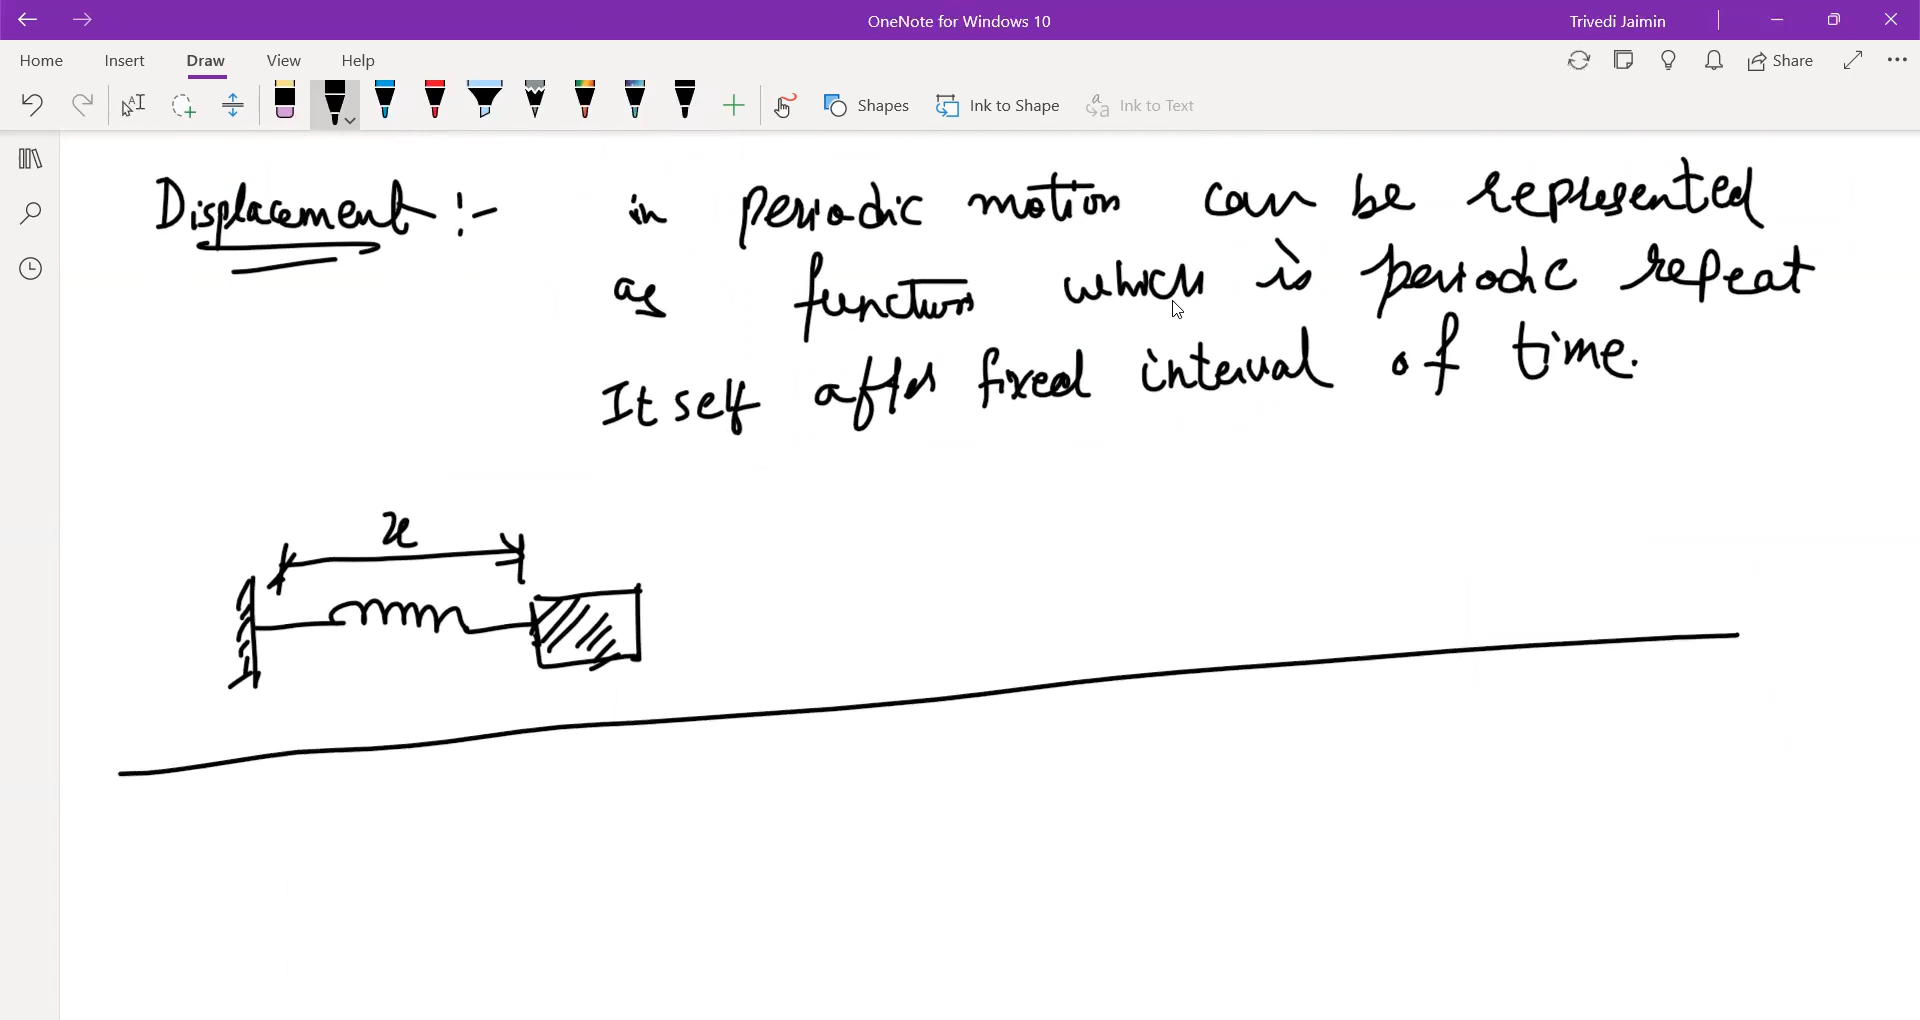 OneNote for Windows 10
Trivedi Jaimin
Home Insert Draw View Help
Share
Shapes Ink to Shape Ink to Text
Displacement :- in periodic motion can be represented
as function which is periodic repeat
Itself after fixed interval of time.
x